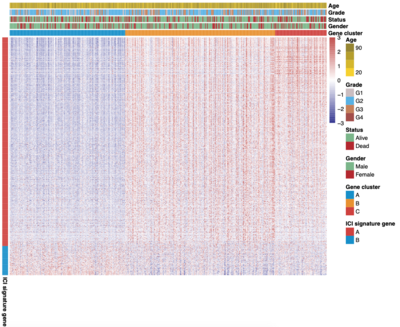 Age
Grade
Status
Gender
Gene cluster
3
2
1
0
−1
−2
−3
Age
90
20
Grade
G1
G2
G3
G4
Status
Alive
Dead
Gender
Male
Female
Gene cluster
A
B
C
ICI signature gene
A
B
ICI signature gene